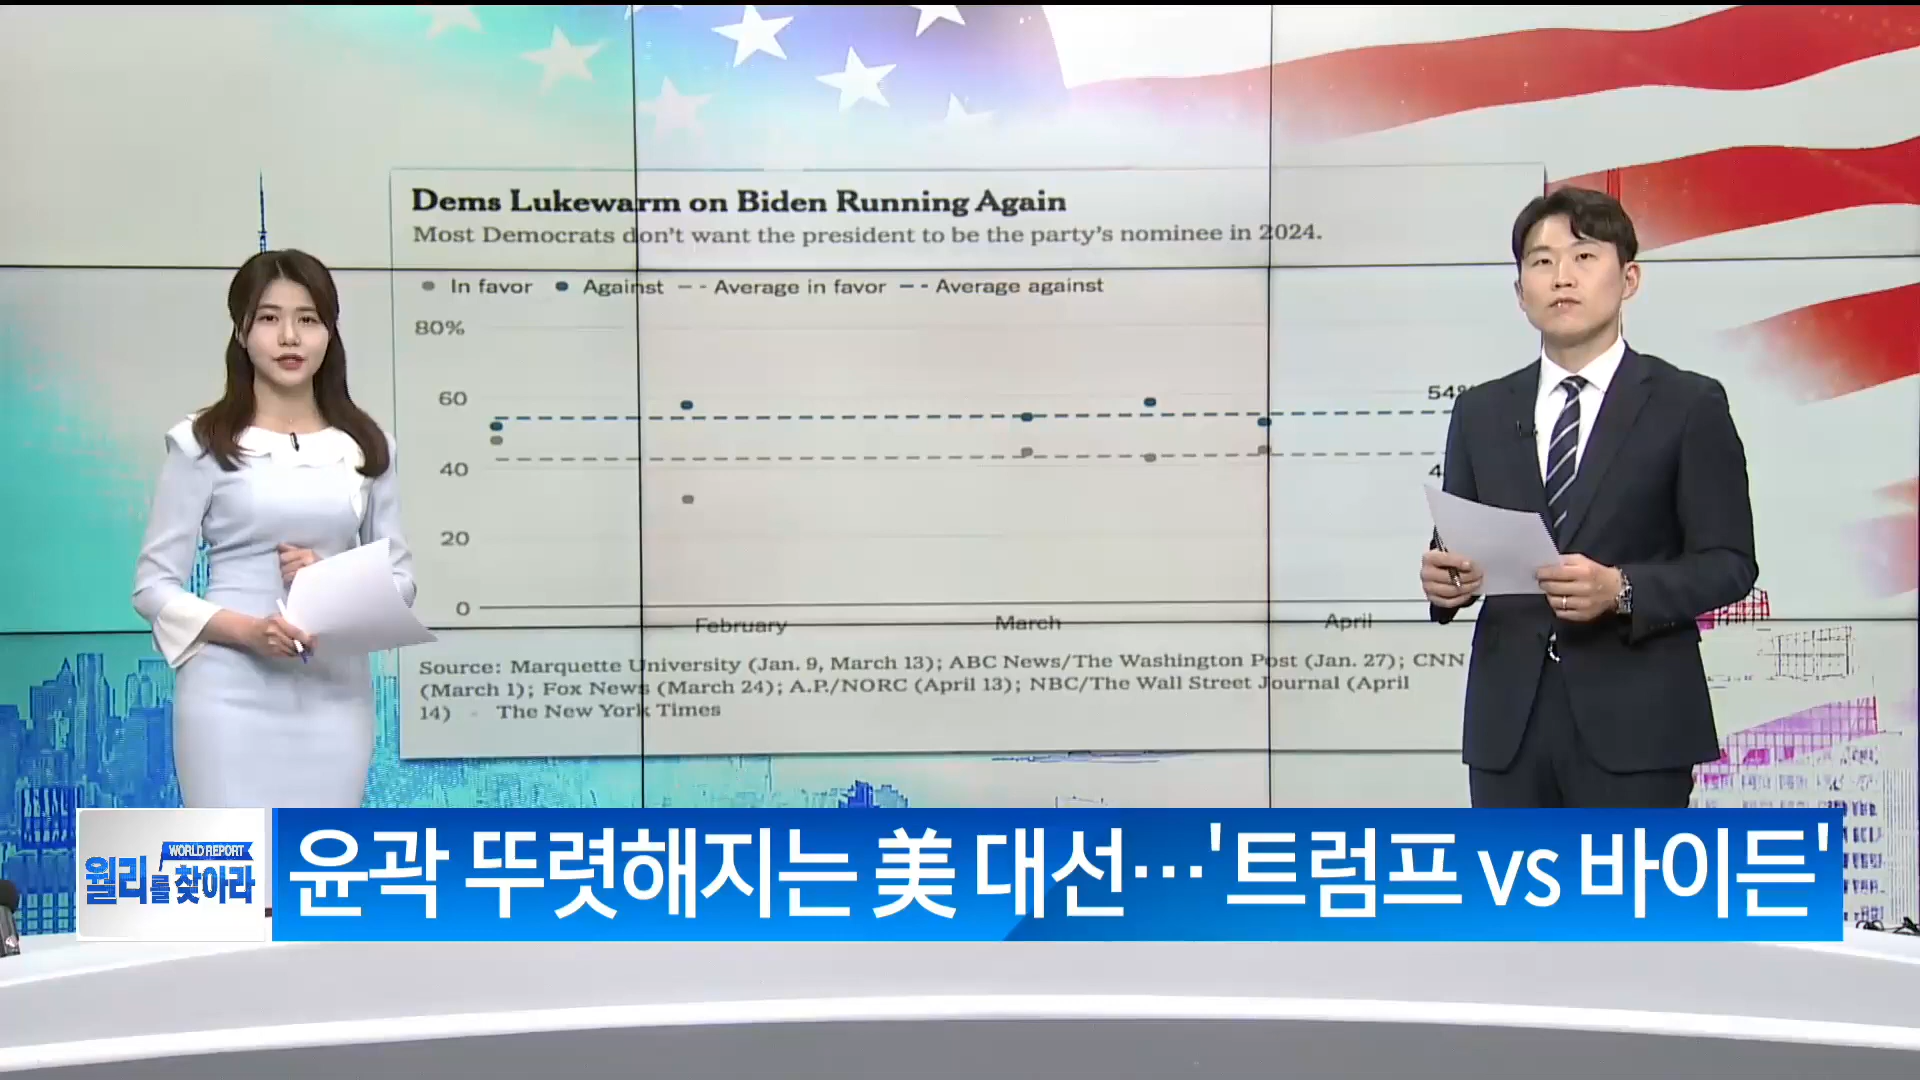 Dems Lukewarm on Biden Running Again
Most Democrats don't want the president to be the party's nominee in 2024.
In favor Against Average in favor Average against
80%
60
54%
40
20
0
February March April
Source: Marquette University (Jan. 9, March 13); ABC News/The Washington Post (Jan. 27); CNN
(March 1); Fox News (March 24); A.P./NORC (April 13); NBC/The Wall Street Journal (April
14) - The New York Times
WORLD REPORT
월리를 찾아라
윤곽 뚜렷해지는 美 대선…'트럼프 vs 바이든'